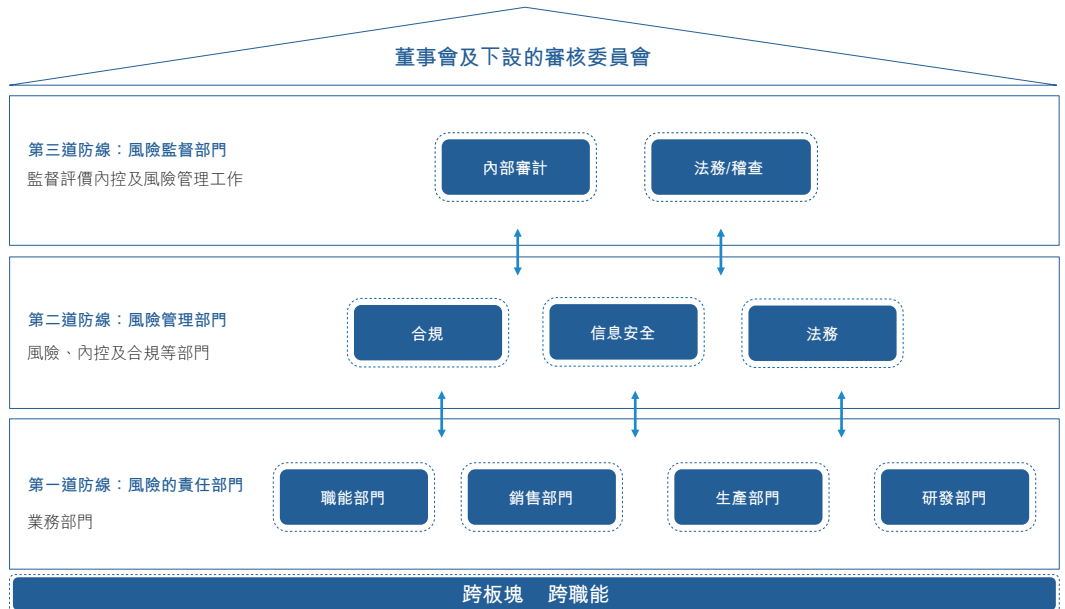 董事會及下設的審核委員會
第三道防線：風險監督部門
監督評價內控及風險管理工作
內部審計
法務/稽查
第二道防線：風險管理部門
風險、內控及合規等部門
合規
信息安全
法務
第一道防線：風險的責任部門
業務部門
職能部門
銷售部門
生產部門
研發部門
跨板塊 跨職能